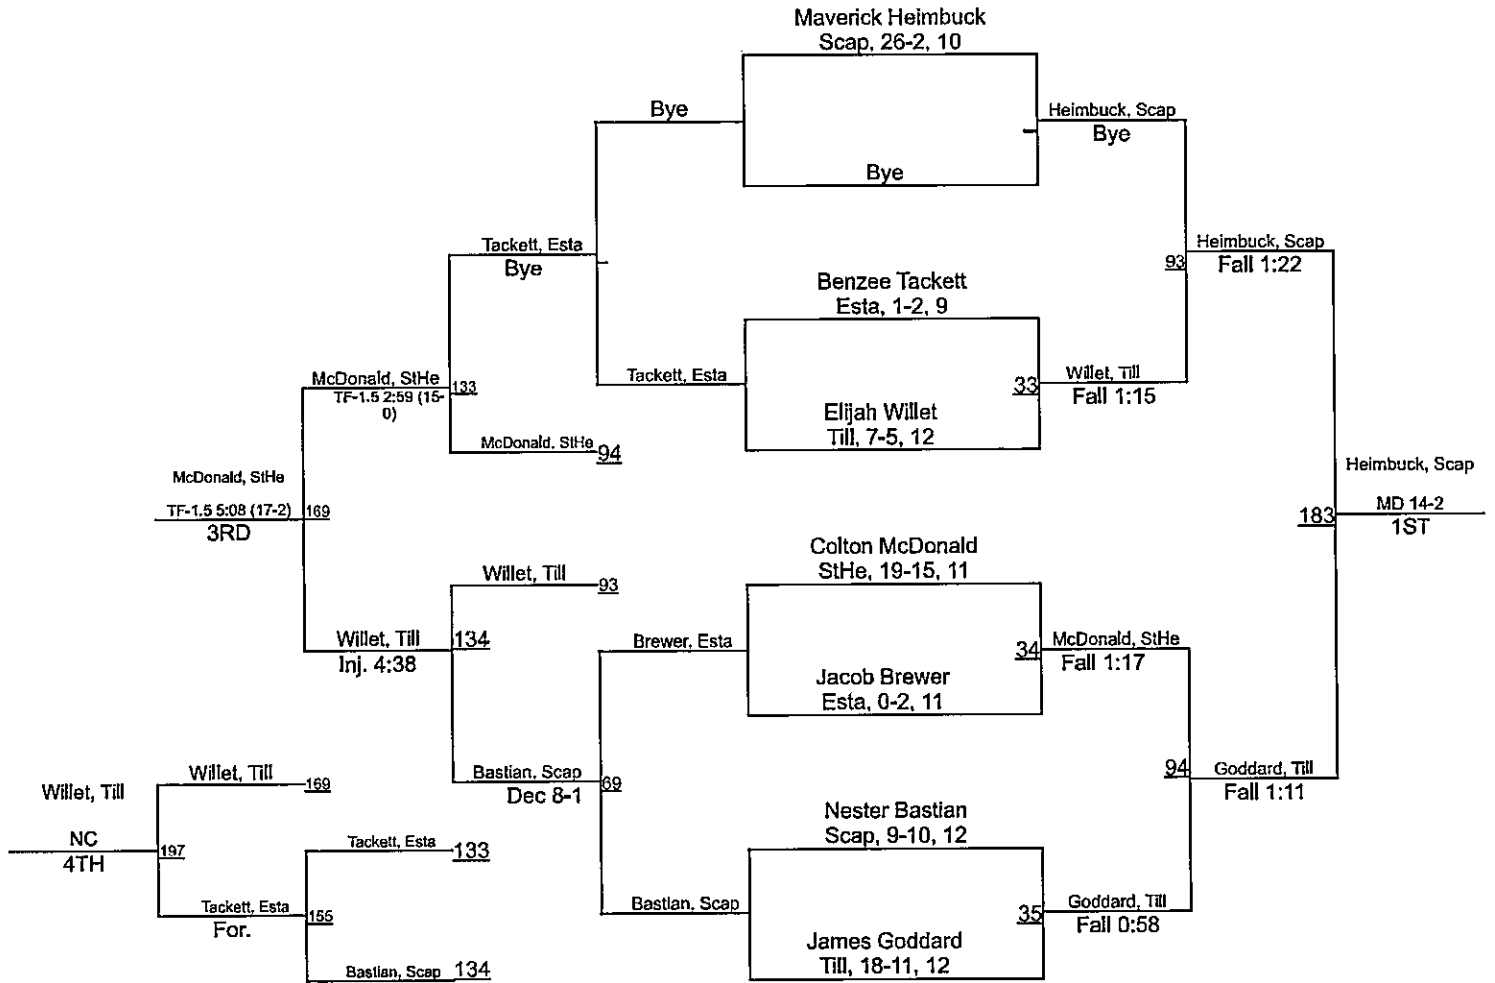 Maverick Heimbuck
Scap, 26-2, 10
Bye
Heimbuck, Scap
Bye
Bye
Tackett, Esta
Bye
Heimbuck, Scap
93
Fall 1:22
Benzee Tackett
Esta, 1-2, 9
McDonald, StHe
133
TF-1.5 2:59 (15-
0)
Tackett, Esta
Willet, Till
33
Fall 1:15
Elijah Willet
Till, 7-5, 12
McDonald, StHe
94
McDonald, StHe
TF-1.5 5:08 (17-2)
169
3RD
Heimbuck, Scap
183
MD 14-2
1ST
Colton McDonald
StHe, 19-15, 11
Willet, Till
93
Willet, Till
134
Inj. 4:38
Brewer, Esta
McDonald, StHe
34
Fall 1:17
Jacob Brewer
Esta, 0-2, 11
Bastian, Scap
69
Dec 8-1
94
Goddard, Till
Fall 1:11
Willet, Till
169
Willet, Till
NC
197
4TH
Nester Bastian
Scap, 9-10, 12
Tackett, Esta
133
Tackett, Esta
155
For.
Bastian, Scap
Goddard, Till
35
Fall 0:58
James Goddard
Till, 18-11, 12
Bastian, Scap
134